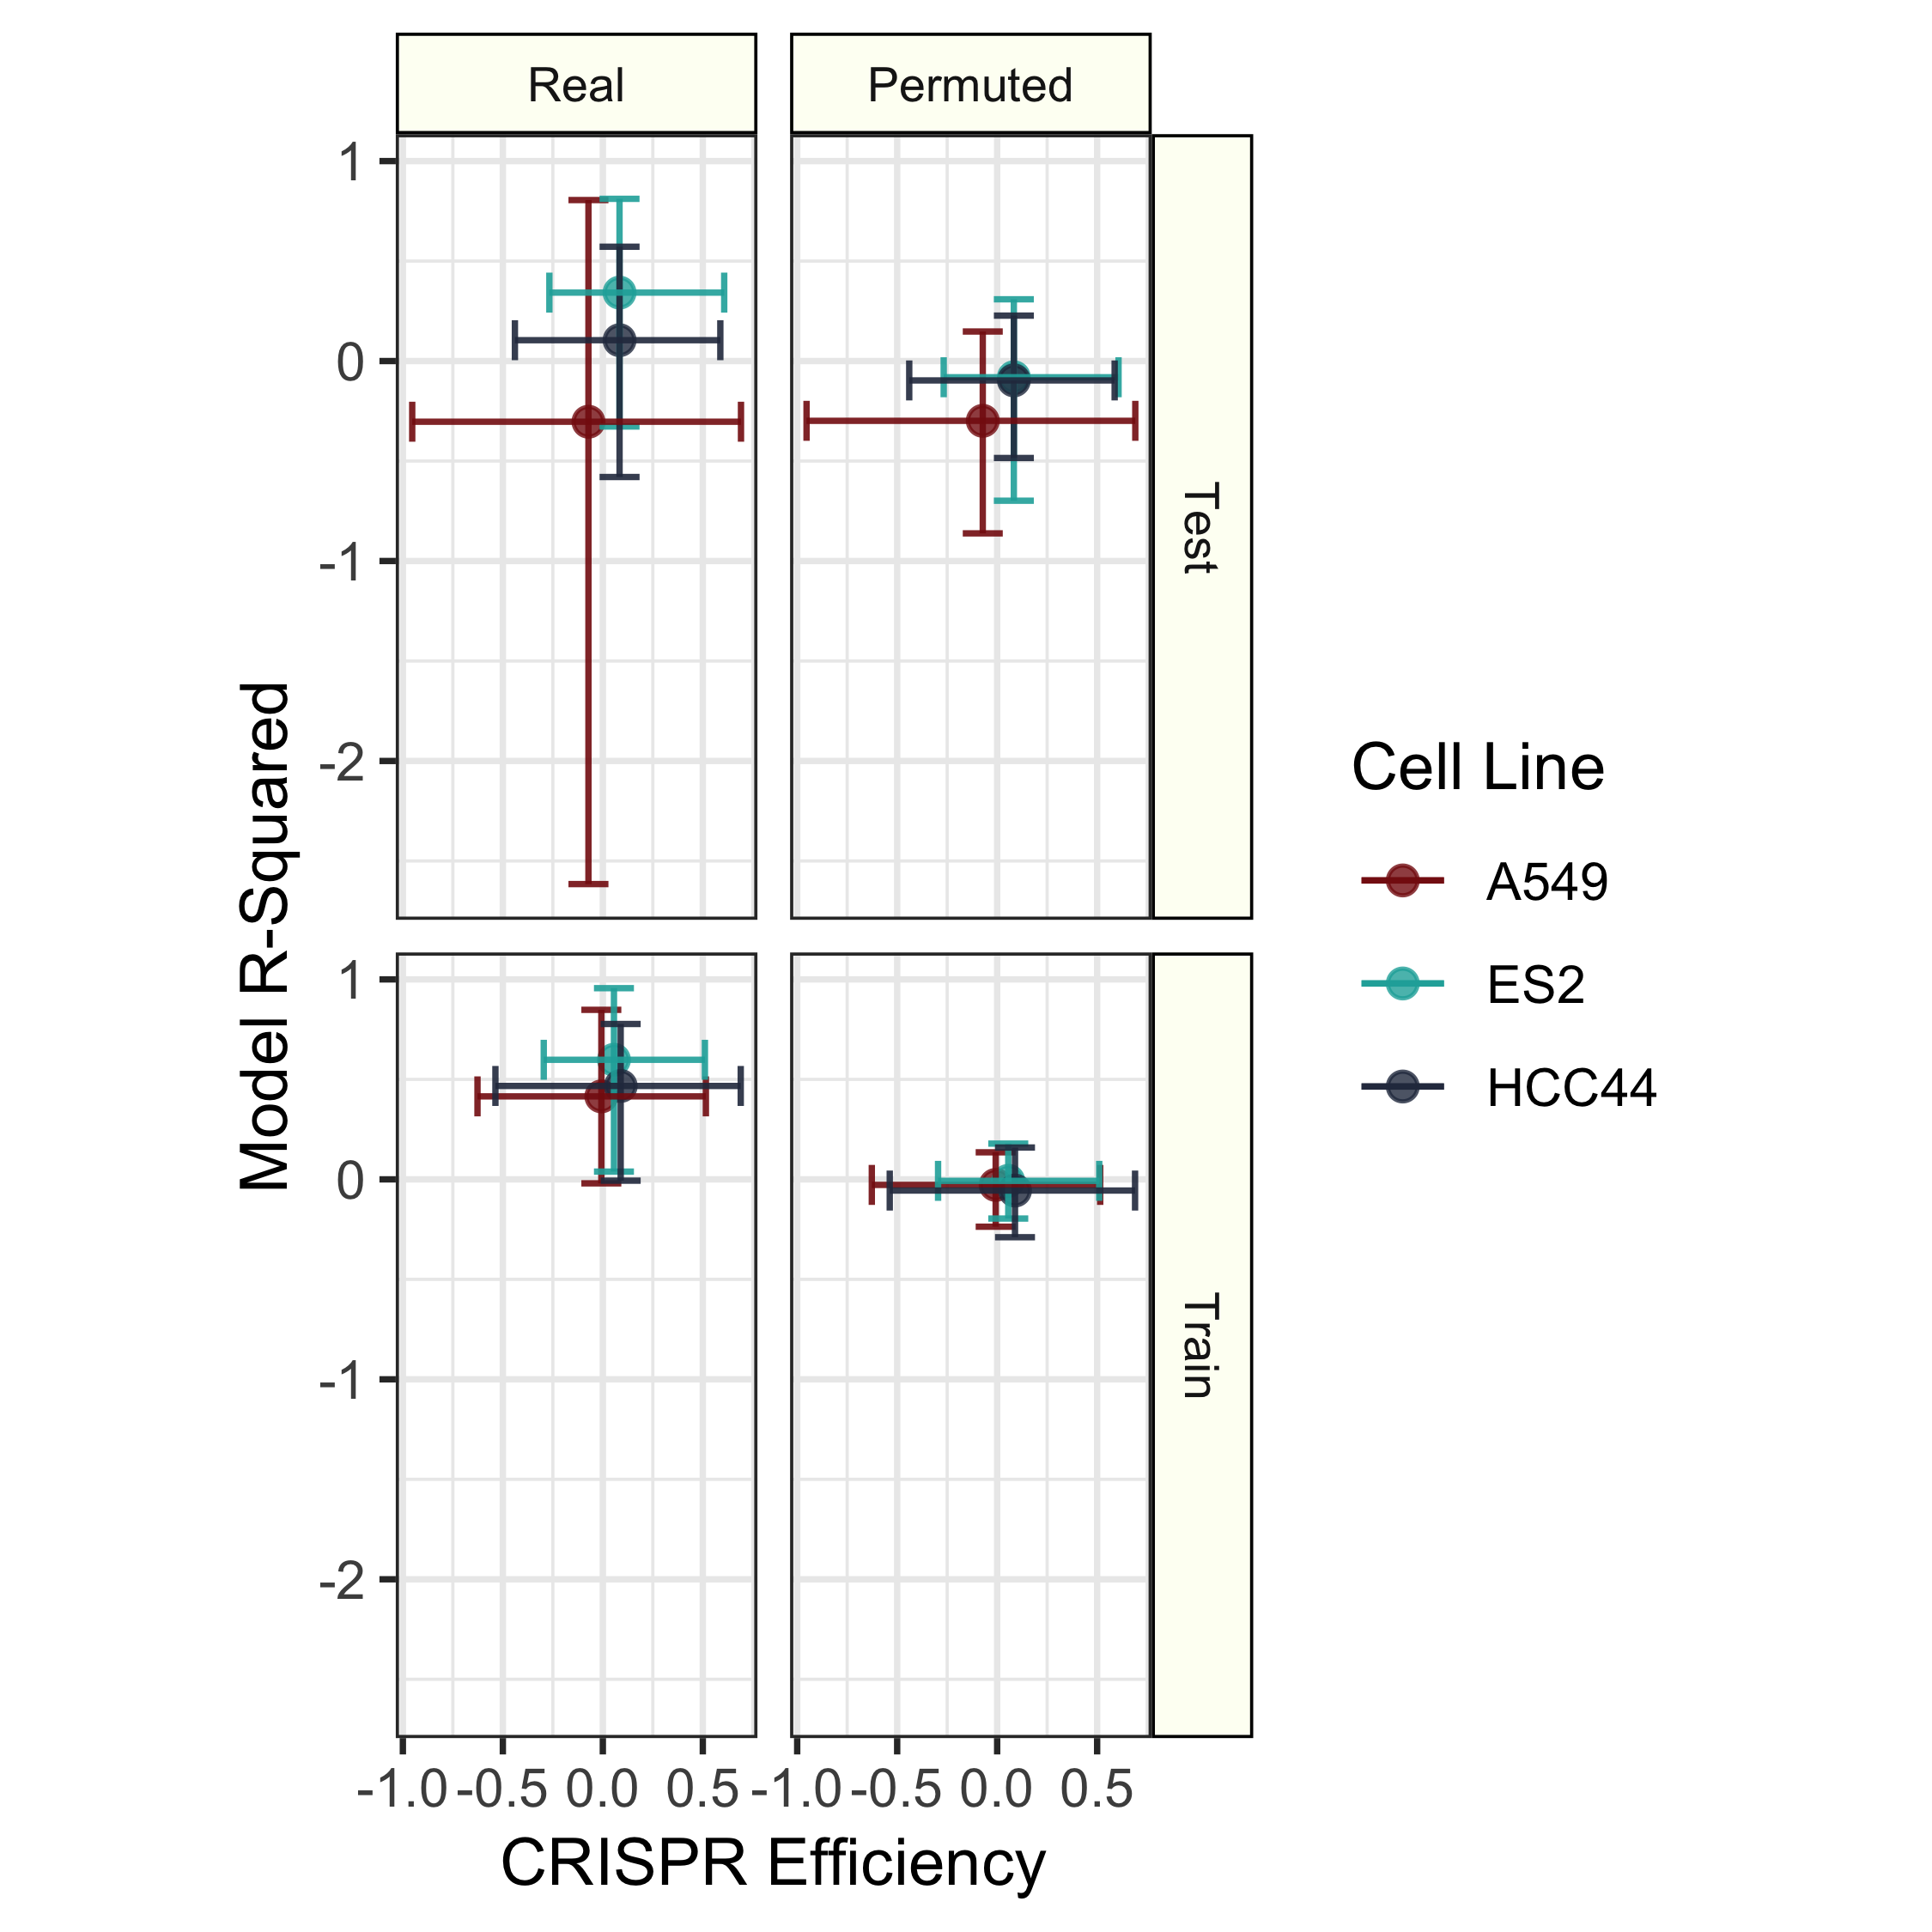 Real
Permuted
1
0
-1
-2
Test
1
0
-1
-2
Train
-1.0 -0.5 0.0 0.5 -1.0 -0.5 0.0 0.5
CRISPR Efficiency
Model R-Squared
Cell Line
A549
ES2
HCC44